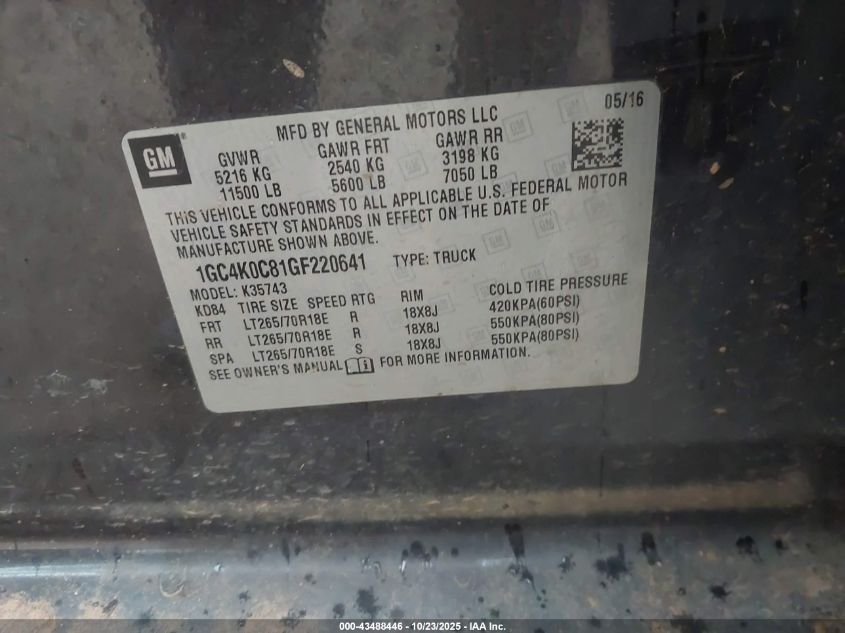 05/16
MFD BY GENERAL MOTORS LLC
GM
GVWR GAWR FRT GAWR RR
5216 KG 2540 KG 3198 KG
11500 LB 5600 LB 7050 LB
THIS VEHICLE CONFORMS TO ALL APPLICABLE U.S. FEDERAL MOTOR
VEHICLE SAFETY STANDARDS IN EFFECT ON THE DATE OF
MANUFACTURE SHOWN ABOVE.
1GC4K0C81GF220641 TYPE: TRUCK
MODEL: K35743
KD84 TIRE SIZE SPEED RTG RIM COLD TIRE PRESSURE
FRT LT265/70R18E R 18X8J 420KPA(60PSI)
RR LT265/70R18E R 18X8J 550KPA(80PSI)
SPA LT265/70R18E S 18X8J 550KPA(80PSI)
SEE OWNER'S MANUAL FOR MORE INFORMATION.
000-43488446 - 10/23/2025 - IAA Inc.